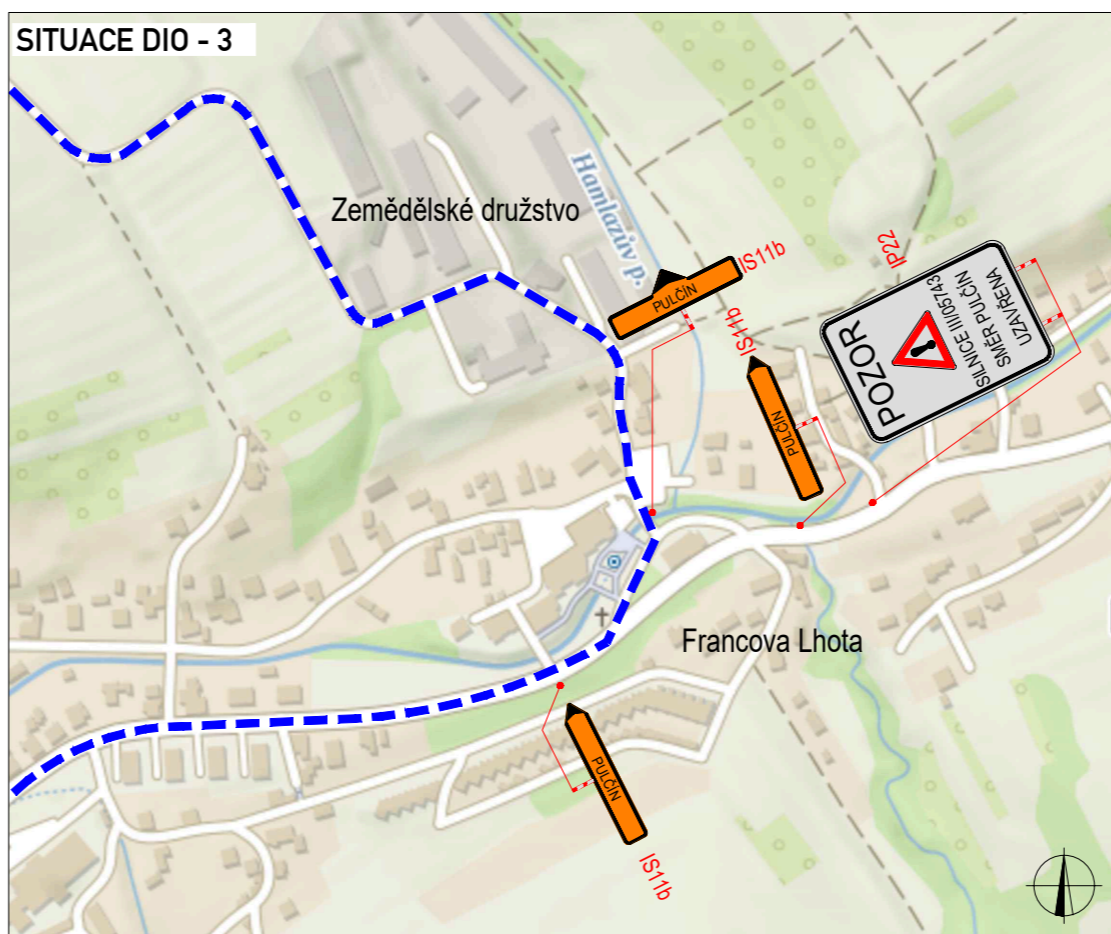 SITUACE DIO - 3
Zemědělské družstvo
Hamlazův p.
IP22
IS11b
PULČÍN
IS11b
PULČÍN
POZOR
SILNICE III/05743
SMĚR PULČÍN
UZAVŘENA
Francova Lhota
PULČÍN
IS11b